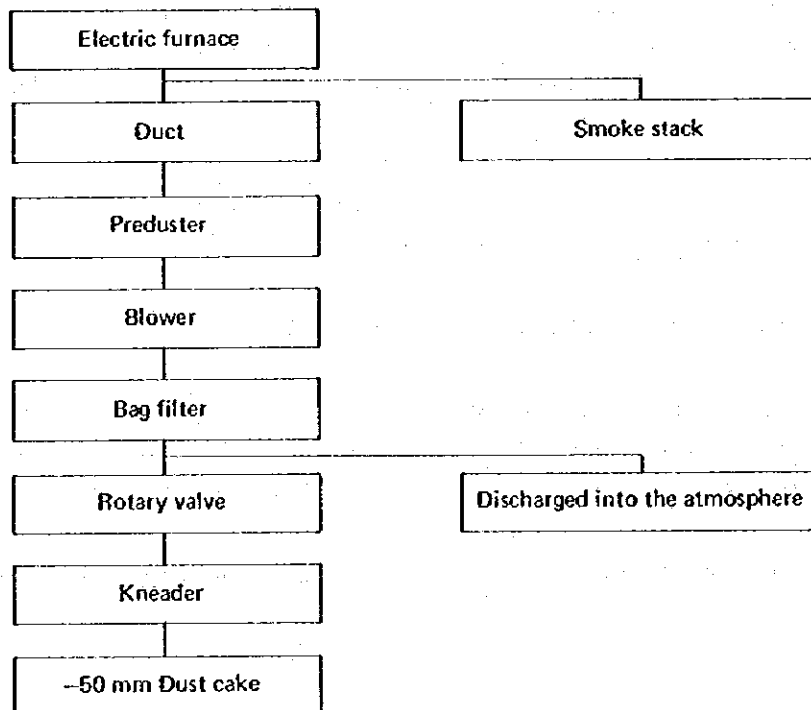 Electric furnace
Duct
Smoke stack
Preduster
Blower
Bag filter
Rotary valve
Discharged into the atmosphere
Kneader
–50 mm Dust cake